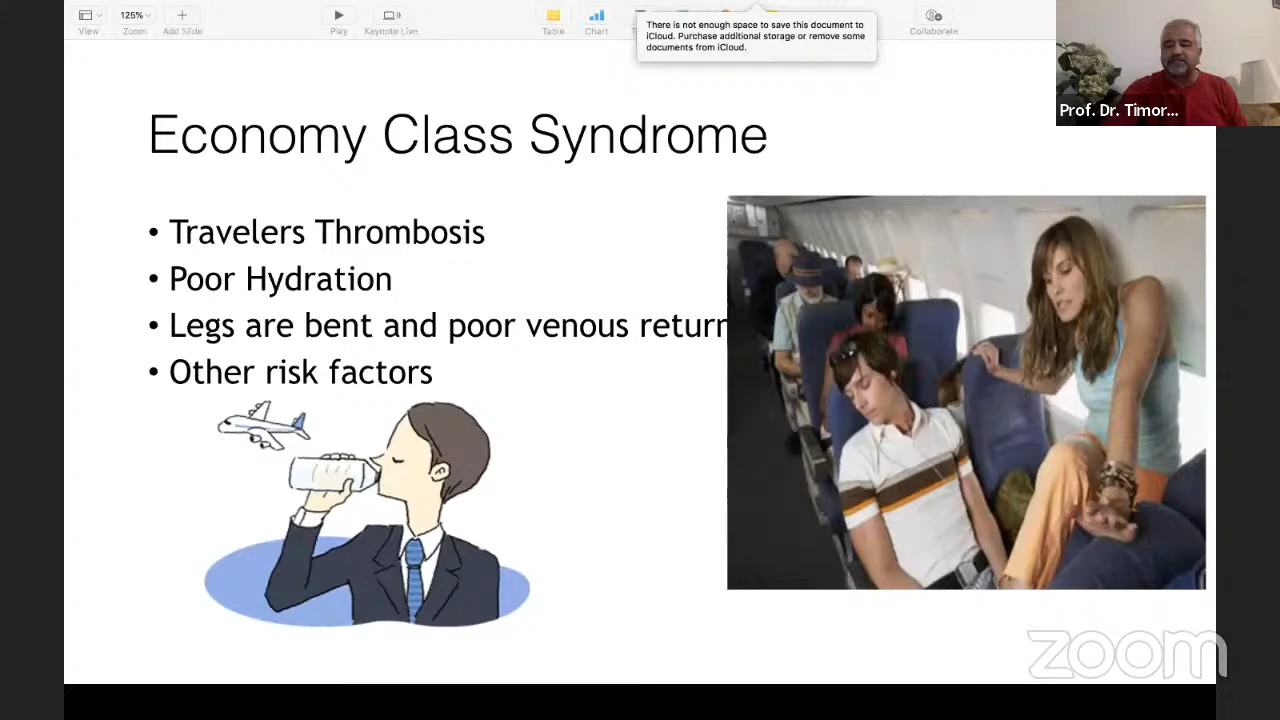 View
125%
Zoom
Add Slide
Play
Keynote Live
Table
Chart
There is not enough space to save this document to
iCloud. Purchase additional storage or remove some
documents from iCloud.
Collaborate
Prof. Dr. Timor...
Economy Class Syndrome
• Travelers Thrombosis
• Poor Hydration
• Legs are bent and poor venous return
• Other risk factors
zoom